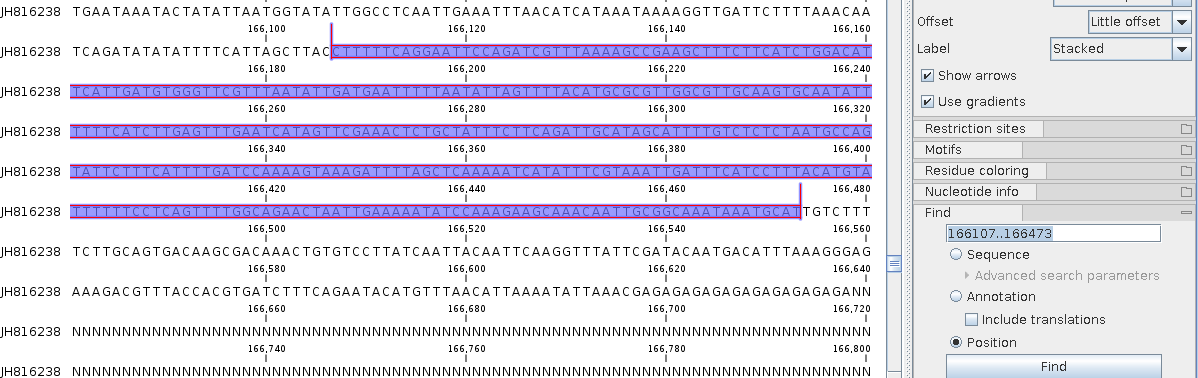 JH816238 TGAATAAATACTATATTAATGGTATATTGGCCTCAATTGAAATTTAACATCATAAATAAAAGGTTGATTCTTTTAAACAA
166,100 166,120 166,140 166,160
JH816238 TCAGATATATATTTTCATTAGCTTACCTTTTTCAGGAATTCCAGATCGTTTAAAAGCCGAAGCTTTCTTCATCTGGACAT
166,180 166,200 166,220 166,240
JH816238 TCATTGATGTGGGTTCGTTTAATATTGATGAATTTTTAATATTAGTTTTACATGCGCGTTGGCGTTGCAAGTGCAATATT
166,260 166,280 166,300 166,320
JH816238 TTTTCATCTTGAGTTTGAATCATAGTTCGAAACTCTGCTATTTCTTCAGATTGCATAGCATTTTGTCTCTCTAATGCCAG
166,340 166,360 166,380 166,400
JH816238 TATTCTTTCATTTTGATCCAAAAGTAAAGATTTTAGCTCAAAAATCATATTTCGTAAATTGATTTCATCCTTTACATGTA
166,420 166,440 166,460 166,480
JH816238 TTTTTTCCTCAGTTTTGGCAGAACTAATTGAAAAATATCCAAAGAAGCAAACAATTGCGGCAAATAAATGCATTGTCTTT
166,500 166,520 166,540 166,560
JH816238 TCTTGCAGTGACAAGCGACAAACTGTGTCCTTATCAATTACAATTCAAGGTTTATTCGATACAATGACATTTAAAGGGAG
166,580 166,600 166,620 166,640
JH816238 AAAGACGTTTACCACGTGATCTTTCAGAATACATGTTTAACATTAAAATATTAAACGAGAGAGAGAGAGAGAGAGAGANN
166,660 166,680 166,700 166,720
JH816238 NNNNNNNNNNNNNNNNNNNNNNNNNNNNNNNNNNNNNNNNNNNNNNNNNNNNNNNNNNNNNNNNNNNNNNNNNNNNNNNN
166,740 166,760 166,780 166,800
JH816238 NNNNNNNNNNNNNNNNNNNNNNNNNNNNNNNNNNNNNNNNNNNNNNNNNNNNNNNNNNNNNNNNNNNNNNNNNNNNNNNN
Offset Little offset
Label Stacked
Show arrows
Use gradients
Restriction sites
Motifs
Residue coloring
Nucleotide info
Find
166107..166473
Sequence
Advanced search parameters
Annotation
Include translations
Position
Find